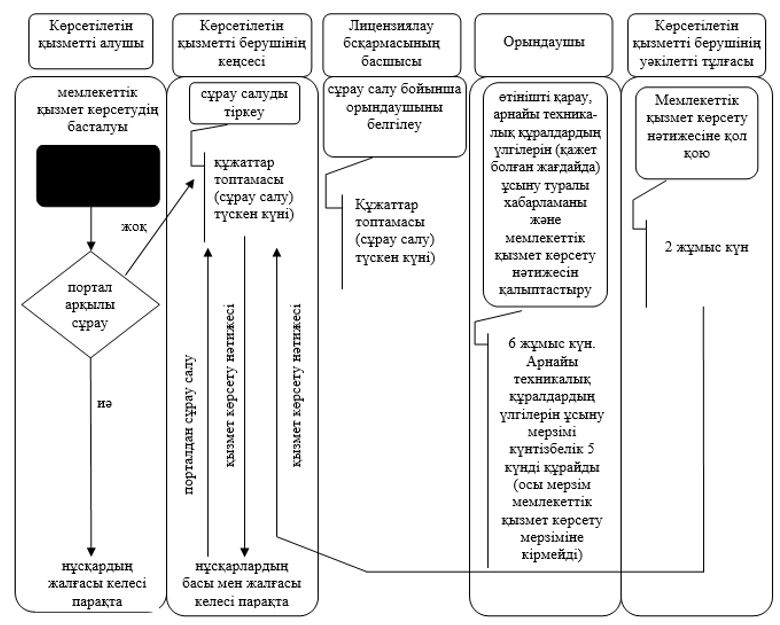 Көрсетілетін
қызметті алушы
Көрсетілетін
қызметті берушінің
кеңсесі
Лицензиялау
бсқармасының
басшысы
Орындаушы
Көрсетілетін
қызметті берушінің
уәкілетті тұлғасы
мемлекеттік
қызмет көрсетудің
басталуы
жоқ
портал
арқылы
сұрау
иә
нұсқардың
жалғасы келесі
парақта
сұрау салуды
тіркеу
құжаттар
топтамасы
(сұрау салу)
түскен күні)
порталдан сұрау салу
қызмет көрсету нәтижесі
қызмет көрсету нәтижесі
нұсқарлардың
басы мен жалғасы
келесі парақта
сұрау салу бойынша
орындаушыны
белгілеу
Құжаттар
топтамасы
(сұрау салу)
түскен күні)
өтінішті қарау,
арнайы техника-
лық құралдардың
үлгілерін (қажет
болған жағдайда)
ұсыну туралы
хабарламаны
және
мемлекеттік
қызмет көрсету
нәтижесін
қалыптастыру
6 жұмыс күн.
Арнайы
техникалық
құралдардың
үлгілерін ұсыну
мерзімі
күнтізбелік 5
күнді құрайды
(осы мерзім
мемлекеттік
қызмет көрсету
мерзіміне
кірмейді)
Мемлекеттік
қызмет көрсету
нәтижесіне қол
қою
2 жұмыс күн